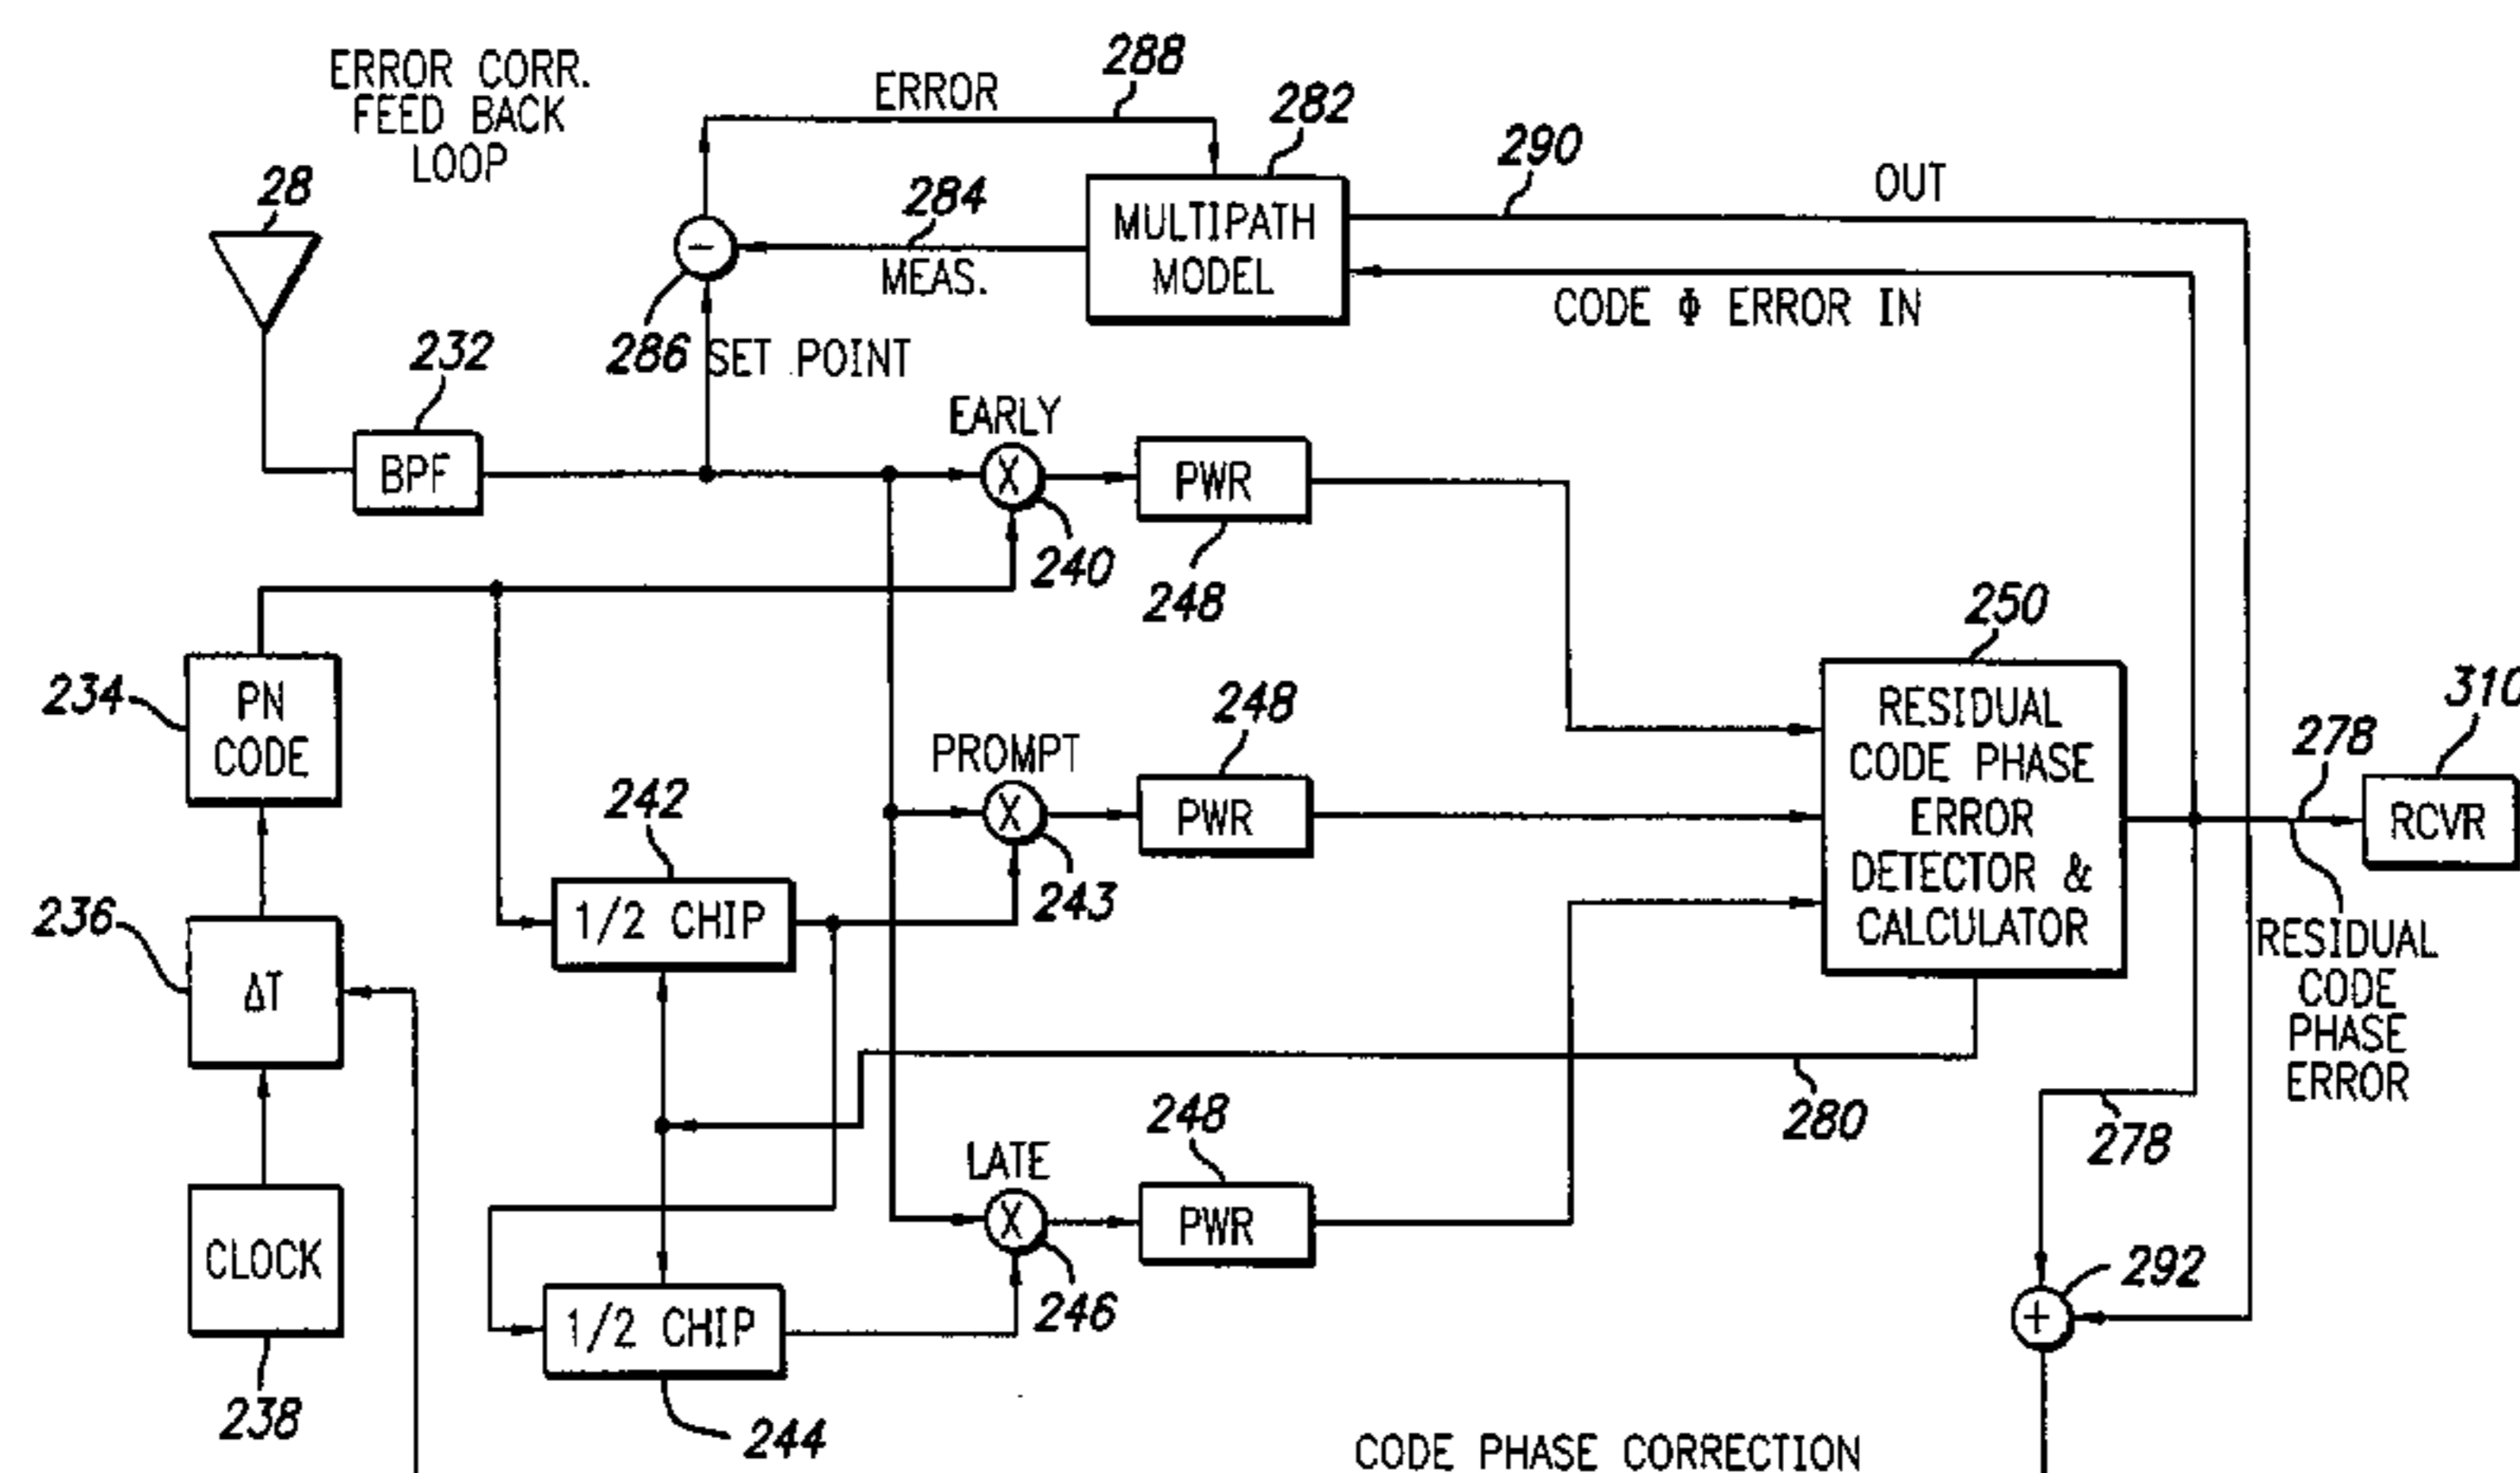 ERROR CORR.
FEED BACK
LOOP
28
ERROR
288
282
284
MEAS.
MULTIPATH
MODEL
290
OUT
CODE Φ ERROR IN
286
SET POINT
232
BPF
EARLY
X
240
PWR
248
234
PN
CODE
PROMPT
X
243
PWR
248
242
1/2 CHIP
250
RESIDUAL
CODE PHASE
ERROR
DETECTOR &
CALCULATOR
278
310
RCVR
RESIDUAL
CODE
PHASE
ERROR
236
ΔT
280
278
LATE
X
246
PWR
248
CLOCK
238
1/2 CHIP
244
292
+
-
CODE PHASE CORRECTION